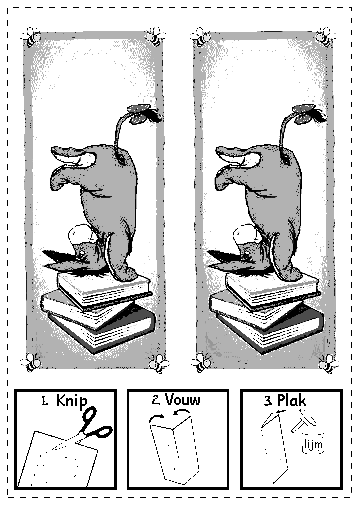 1. Knip
2. Vouw
3. Plak
lijm